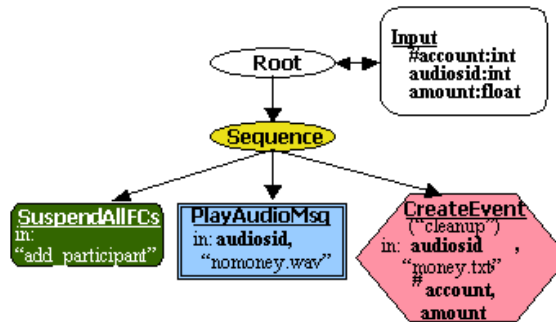 Input
#account:int
audiosid:int
amount:float
Root
Sequence
SuspendAllFCs
in:
“add_participant”
PlayAudioMsg
in: audiosid,
“nomoney.wav”
CreateEvent
(“cleanup”)
in: audiosid ,
“money.txt”
# account,
amount